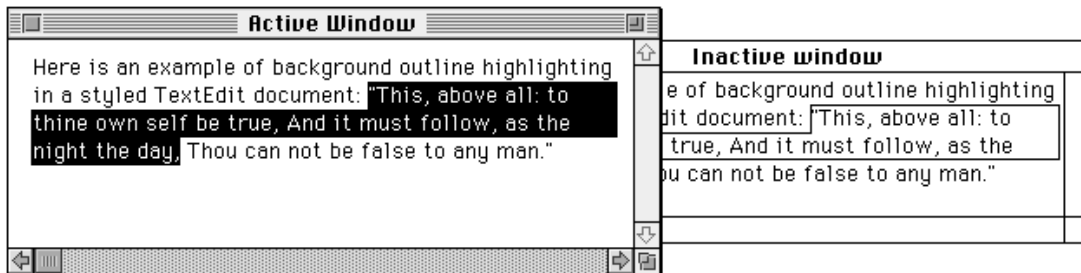 Active Window
Here is an example of background outline highlighting
in a styled TextEdit document: "This, above all: to
thine own self be true, And it must follow, as the
night the day, Thou can not be false to any man."
Inactive window
e of background outline highlighting
dit document: "This, above all: to
true, And it must follow, as the
ou can not be false to any man."